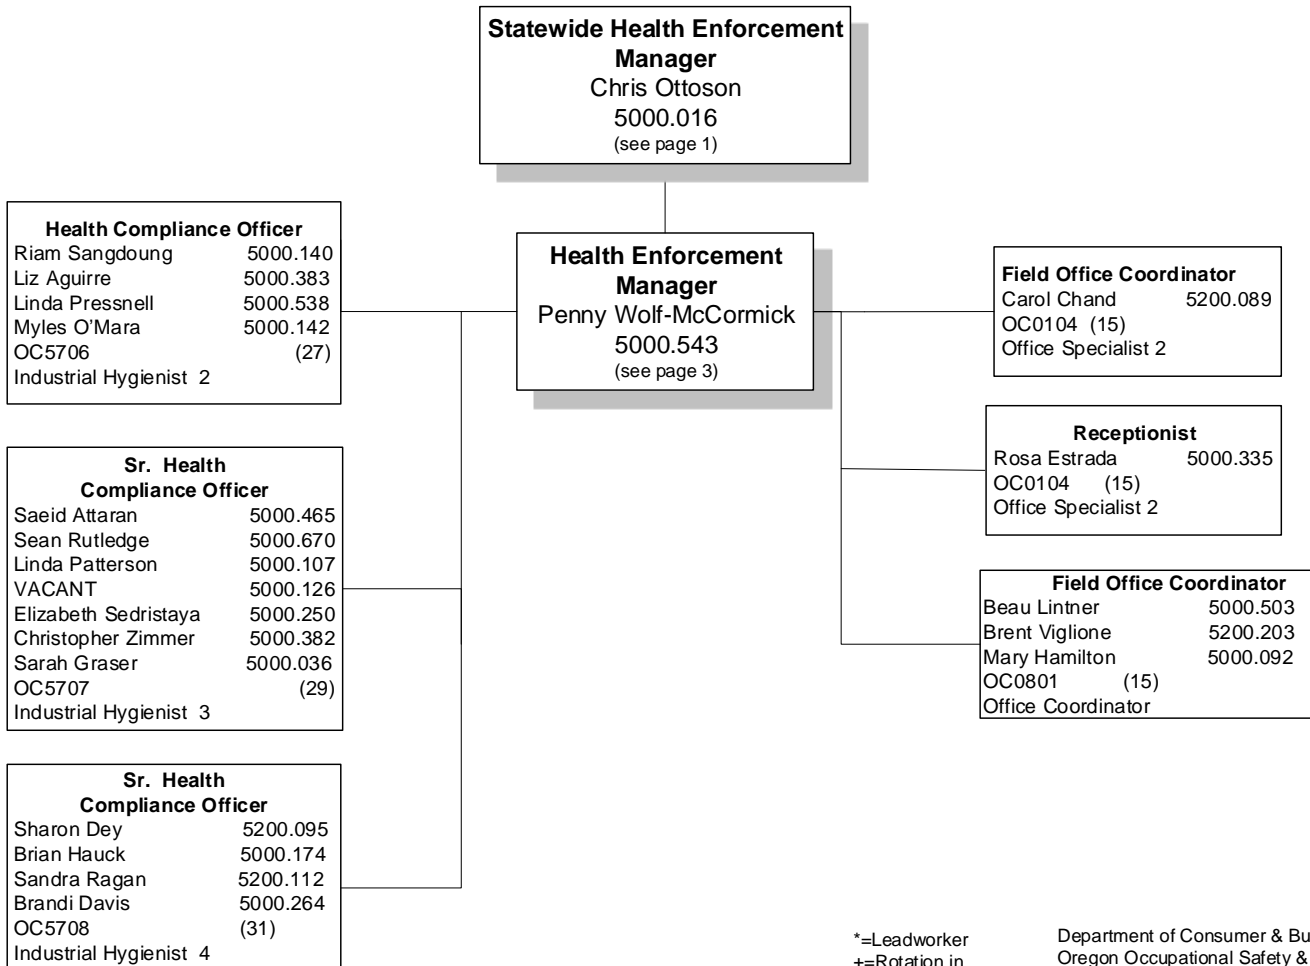 Statewide Health Enforcement
Manager
Chris Ottoson
5000.016
(see page 1)
Health Enforcement
Manager
Penny Wolf-McCormick
5000.543
(see page 3)
Health Compliance Officer
Riam Sangdoung 5000.140
Liz Aguirre 5000.383
Linda Pressnell 5000.538
Myles O’Mara 5000.142
OC5706 (27)
Industrial Hygienist 2
Sr. Health
Compliance Officer
Saeid Attaran 5000.465
Sean Rutledge 5000.670
Linda Patterson 5000.107
VACANT 5000.126
Elizabeth Sedristaya 5000.250
Christopher Zimmer 5000.382
Sarah Graser 5000.036
OC5707 (29)
Industrial Hygienist 3
Sr. Health
Compliance Officer
Sharon Dey 5200.095
Brian Hauck 5000.174
Sandra Ragan 5200.112
Brandi Davis 5000.264
OC5708 (31)
Industrial Hygienist 4
Field Office Coordinator
Carol Chand 5200.089
OC0104 (15)
Office Specialist 2
Receptionist
Rosa Estrada 5000.335
OC0104 (15)
Office Specialist 2
Field Office Coordinator
Beau Lintner 5000.503
Brent Viglione 5200.203
Mary Hamilton 5000.092
OC0801 (15)
Office Coordinator
*=Leadworker
+=Rotation in
Department of Consumer & Bu
Oregon Occupational Safety &